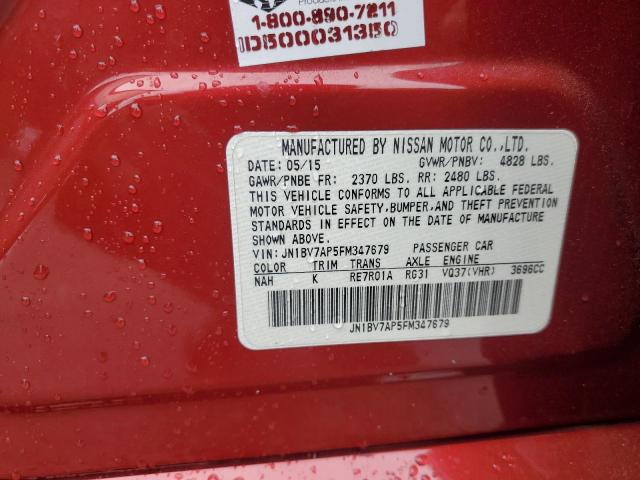 Products
1-800-890-7211
ID500031350
MANUFACTURED BY NISSAN MOTOR CO.,LTD.
DATE: 05/15 GVWR/PNBV: 4828 LBS.
GAWR/PNBE FR: 2370 LBS. RR: 2480 LBS.
THIS VEHICLE CONFORMS TO ALL APPLICABLE FEDERAL
MOTOR VEHICLE SAFETY,BUMPER,AND THEFT PREVENTION
STANDARDS IN EFFECT ON THE DATE OF MANUFACTURE
SHOWN ABOVE.
VIN: JN1BV7AP5FM347679 PASSENGER CAR
COLOR TRIM TRANS AXLE ENGINE
NAH K RE7R01A RG31 VQ37(VHR) 3696CC
JN1BV7AP5FM347679